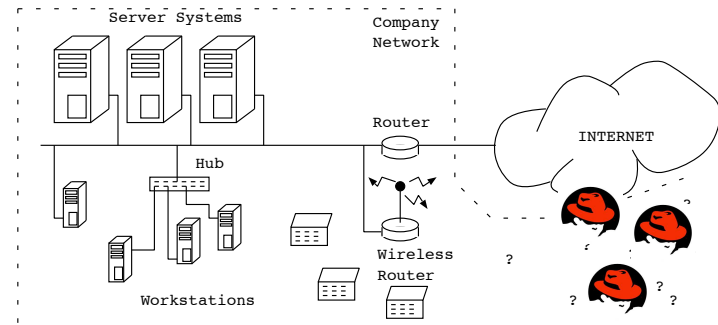 Server Systems
Company
Network
Router
INTERNET
Hub
Wireless
Router
Workstations
?
?
?
?
?
?
?